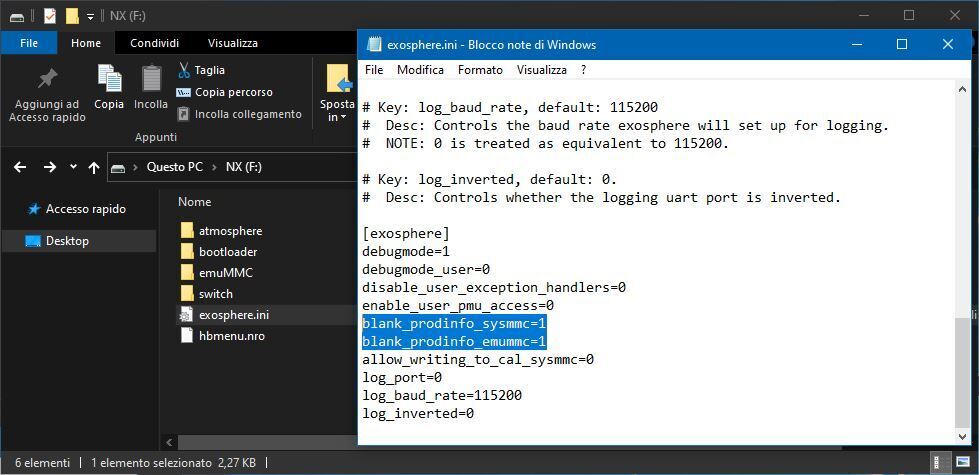 NX (F:)
File
Home
Condividi
Visualizza
Aggiungi ad
Accesso rapido
Copia
Incolla
Taglia
Copia percorso
Incolla collegamento
Sposta
in
Appunti
Questo PC
NX (F:)
Accesso rapido
Desktop
Nome
atmosphere
bootloader
emuMMC
switch
exosphere.ini
hbmenu.nro
6 elementi
1 elemento selezionato 2,27 KB
exosphere.ini - Blocco note di Windows
File Modifica Formato Visualizza ?
# Key: log_baud_rate, default: 115200
# Desc: Controls the baud rate exosphere will set up for logging.
# NOTE: 0 is treated as equivalent to 115200.
# Key: log_inverted, default: 0.
# Desc: Controls whether the logging uart port is inverted.
[exosphere]
debugmode=1
debugmode_user=0
disable_user_exception_handlers=0
enable_user_pmu_access=0
blank_prodinfo_sysmmc=1
blank_prodinfo_emummc=1
allow_writing_to_cal_sysmmc=0
log_port=0
log_baud_rate=115200
log_inverted=0